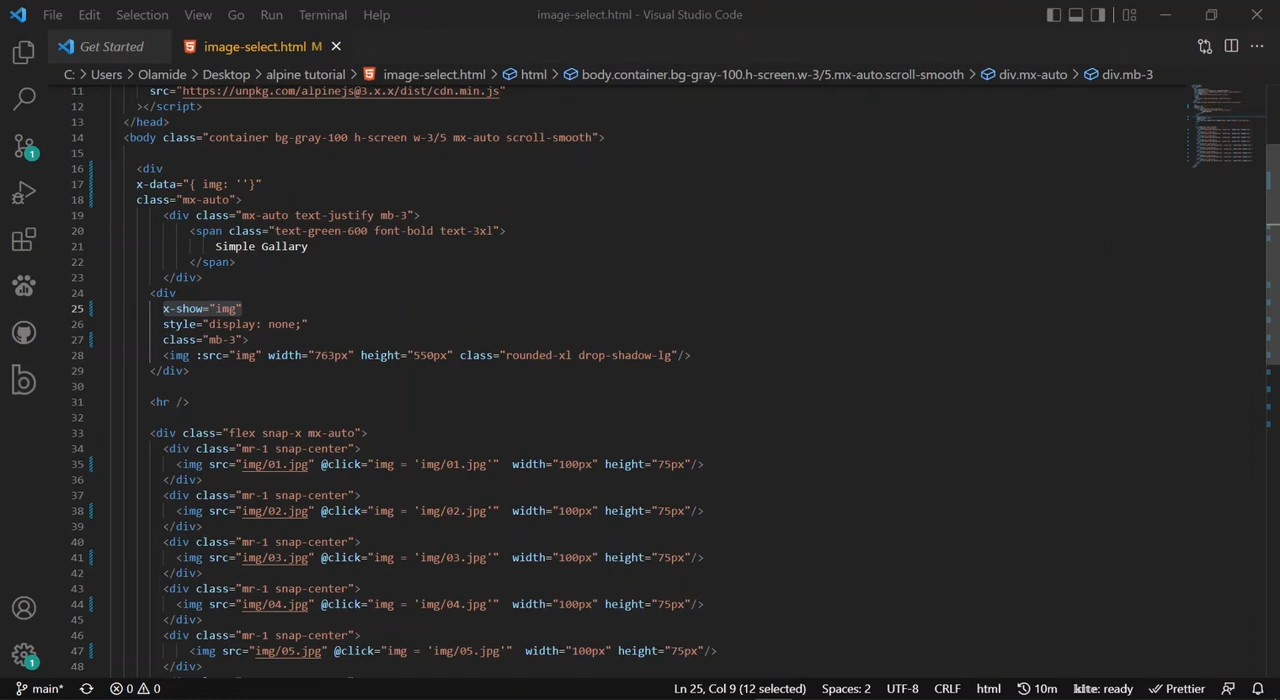 File Edit Selection View Go Run Terminal Help image-select.html - Visual Studio Code
Get Started image-select.html M
C: > Users > Olamide > Desktop > alpine tutorial > image-select.html > html > body.container.bg-gray-100.h-screen.w-3/5.mx-auto.scroll-smooth > div.mx-auto > div.mb-3
11 src="https://unpkg.com/alpinejs@3.x.x/dist/cdn.min.js"
12 ></script>
13 </head>
14 <body class="container bg-gray-100 h-screen w-3/5 mx-auto scroll-smooth">
15
16 <div
17 x-data="{ img: ''}"
18 class="mx-auto">
19 <div class="mx-auto text-justify mb-3">
20 <span class="text-green-600 font-bold text-3xl">
21 Simple Gallary
22 </span>
23 </div>
24 <div
25 x-show="img"
26 style="display: none;"
27 class="mb-3">
28 <img :src="img" width="763px" height="550px" class="rounded-xl drop-shadow-lg"/>
29 </div>
30
31 <hr />
32
33 <div class="flex snap-x mx-auto">
34 <div class="mr-1 snap-center">
35 <img src="img/01.jpg" @click="img = 'img/01.jpg'" width="100px" height="75px"/>
36 </div>
37 <div class="mr-1 snap-center">
38 <img src="img/02.jpg" @click="img = 'img/02.jpg'" width="100px" height="75px"/>
39 </div>
40 <div class="mr-1 snap-center">
41 <img src="img/03.jpg" @click="img = 'img/03.jpg'" width="100px" height="75px"/>
42 </div>
43 <div class="mr-1 snap-center">
44 <img src="img/04.jpg" @click="img = 'img/04.jpg'" width="100px" height="75px"/>
45 </div>
46 <div class="mr-1 snap-center">
47 <img src="img/05.jpg" @click="img = 'img/05.jpg'" width="100px" height="75px"/>
48 </div>
1
1
main* 0 0 Ln 25, Col 9 (12 selected) Spaces: 2 UTF-8 CRLF html 10m kite: ready Prettier